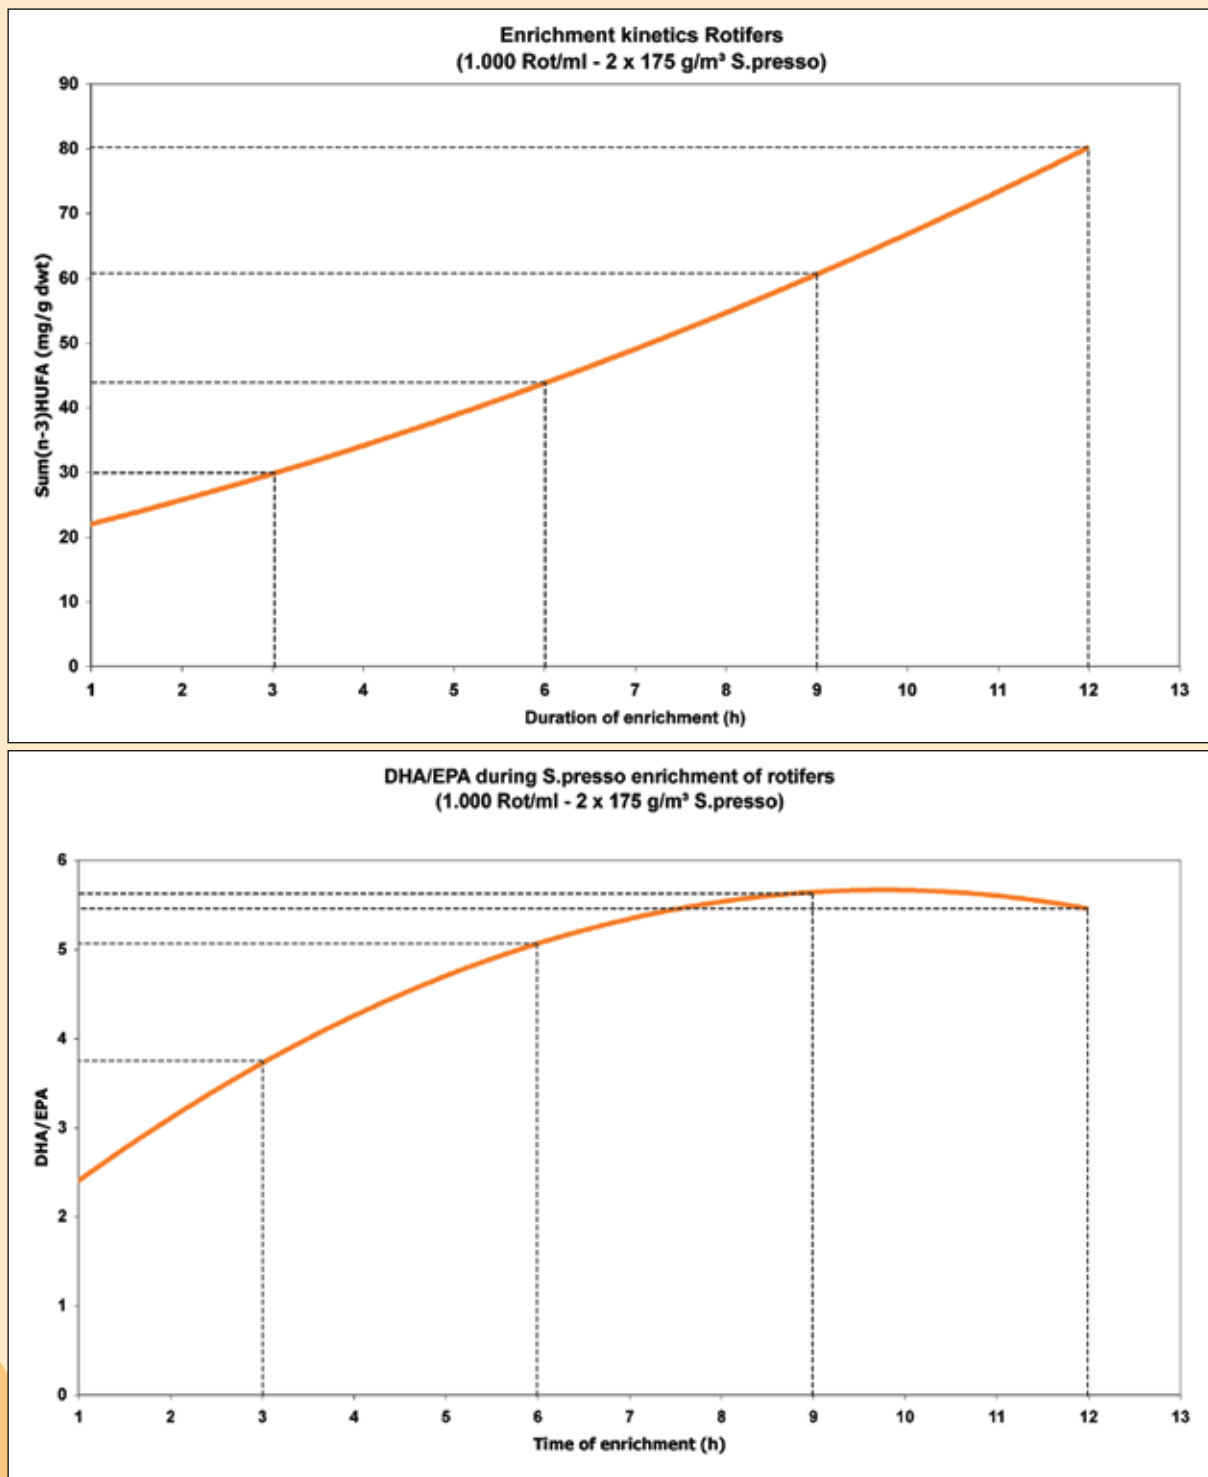 Enrichment kinetics Rotifers
(1.000 Rot/ml - 2 x 175 g/m³ S.presso)
90
80
70
60
50
40
30
20
10
0
Sum(n-3)HUFA (mg/g dwt)
1 2 3 4 5 6 7 8 9 10 11 12 13
Duration of enrichment (h)
DHA/EPA during S.presso enrichment of rotifers
(1.000 Rot/ml - 2 x 175 g/m³ S.presso)
6
5
4
3
2
1
0
DHA/EPA
1 2 3 4 5 6 7 8 9 10 11 12 13
Time of enrichment (h)